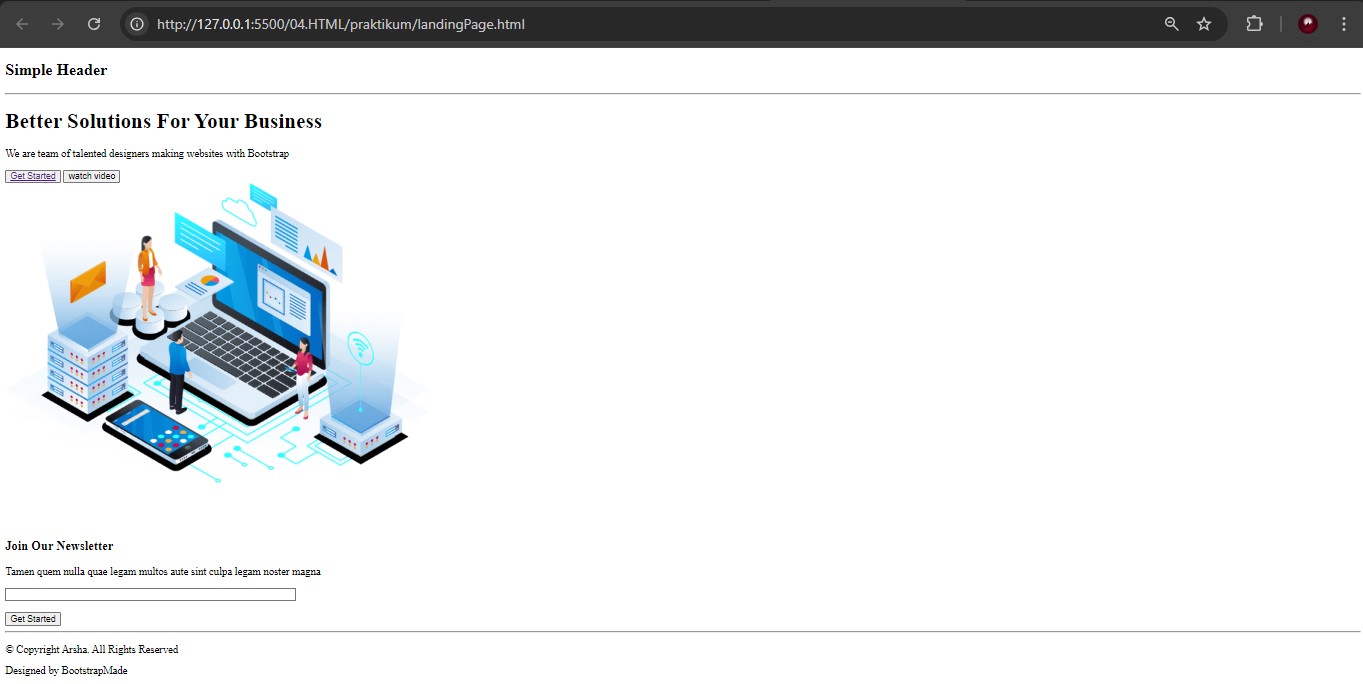 http://127.0.0.1:5500/04.HTML/praktikum/landingPage.html
Simple Header
Better Solutions For Your Business
We are team of talented designers making websites with Bootstrap
Get Started watch video
Join Our Newsletter
Tamen quem nulla quae legam multos aute sint culpa legam noster magna
Get Started
© Copyright Arsha. All Rights Reserved
Designed by BootstrapMade